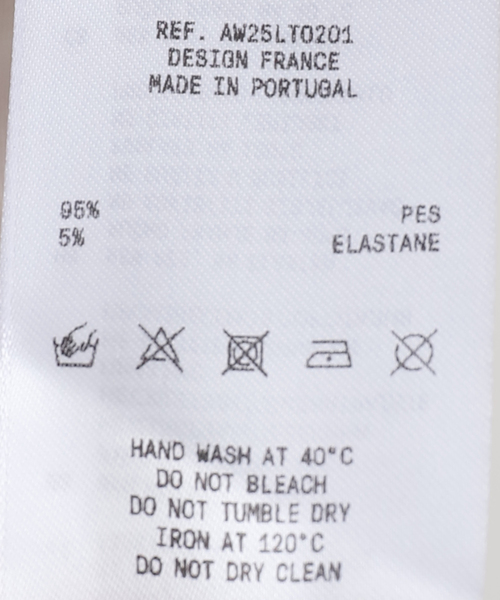 REF. AW25LT0201
DESIGN FRANCE
MADE IN PORTUGAL
95% PES
5% ELASTANE
HAND WASH AT 40°C
DO NOT BLEACH
DO NOT TUMBLE DRY
IRON AT 120°C
DO NOT DRY CLEAN